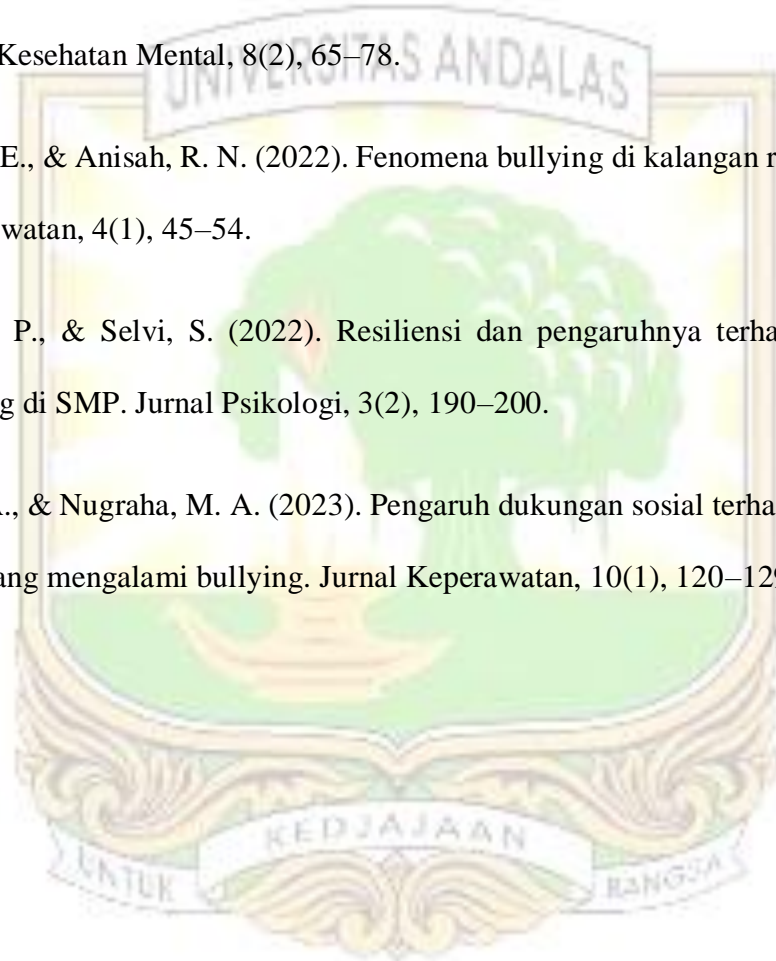 Kesehatan Mental, 8(2), 65–78.
UNIVERSITAS ANDALAS
E., & Anisah, R. N. (2022). Fenomena bullying di kalangan r
watan, 4(1), 45–54.
P., & Selvi, S. (2022). Resiliensi dan pengaruhnya terha
g di SMP. Jurnal Psikologi, 3(2), 190–200.
., & Nugraha, M. A. (2023). Pengaruh dukungan sosial terha
ang mengalami bullying. Jurnal Keperawatan, 10(1), 120–129
KEDJAJAAN
UNTUK BANGSA